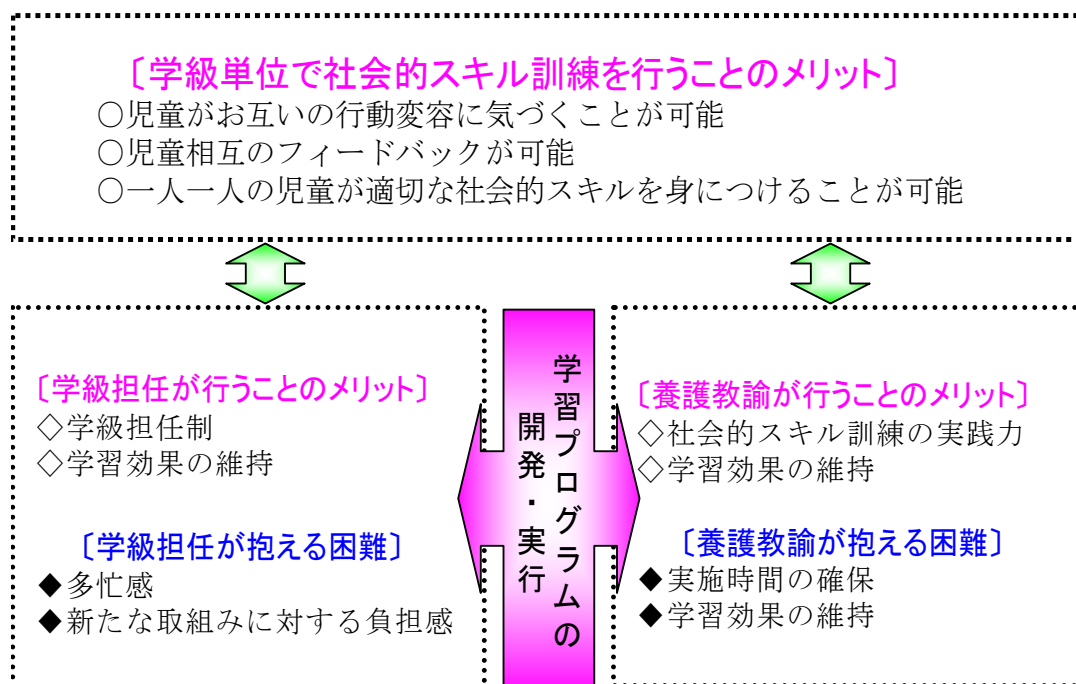 〔学級単位で社会的スキル訓練を行うことのメリット〕
○児童がお互いの行動変容に気づくことが可能
○児童相互のフィードバックが可能
○一人一人の児童が適切な社会的スキルを身につけることが可能
〔学級担任が行うことのメリット〕
◇学級担任制
◇学習効果の維持
〔学級担任が抱える困難〕
◆多忙感
◆新たな取組みに対する負担感
学習プログラムの
開発・実行
〔養護教諭が行うことのメリット〕
◇社会的スキル訓練の実践力
◇学習効果の維持
〔養護教諭が抱える困難〕
◆実施時間の確保
◆学習効果の維持